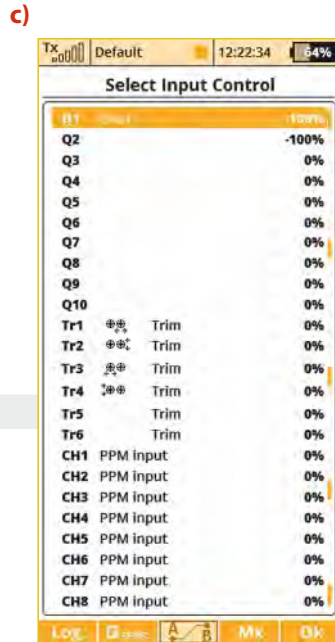 c)
Tx Default 12:22:34 64%
Select Input Control
-100%
Q2 -100%
Q3 0%
Q4 0%
Q5 0%
Q6 0%
Q7 0%
Q8 0%
Q9 0%
Q10 0%
Tr1 Trim 0%
Tr2 Trim 0%
Tr3 Trim 0%
Tr4 Trim 0%
Tr5 Trim 0%
Tr6 Trim 0%
CH1 PPM input 0%
CH2 PPM input 0%
CH3 PPM input 0%
CH4 PPM input 0%
CH5 PPM input 0%
CH6 PPM input 0%
CH7 PPM input 0%
CH8 PPM input 0%
Log. A B Mx Ok